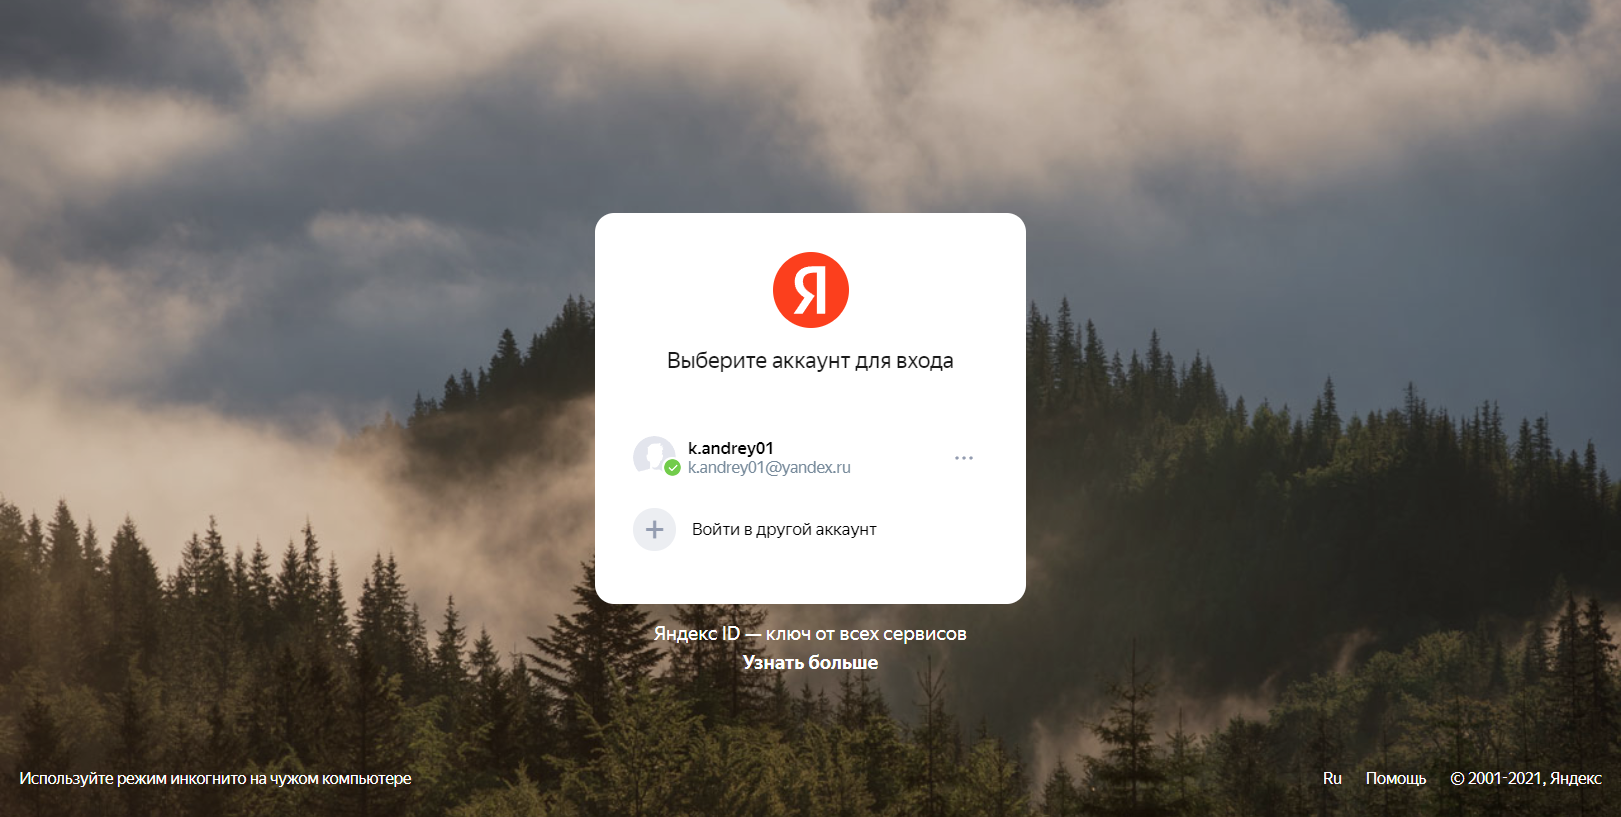 Я
Выберите аккаунт для входа
k.andrey01
k.andrey01@yandex.ru
Войти в другой аккаунт
Яндекс ID — ключ от всех сервисов
Узнать больше
Используйте режим инкогнито на чужом компьютере
Ru Помощь © 2001-2021, Яндекс